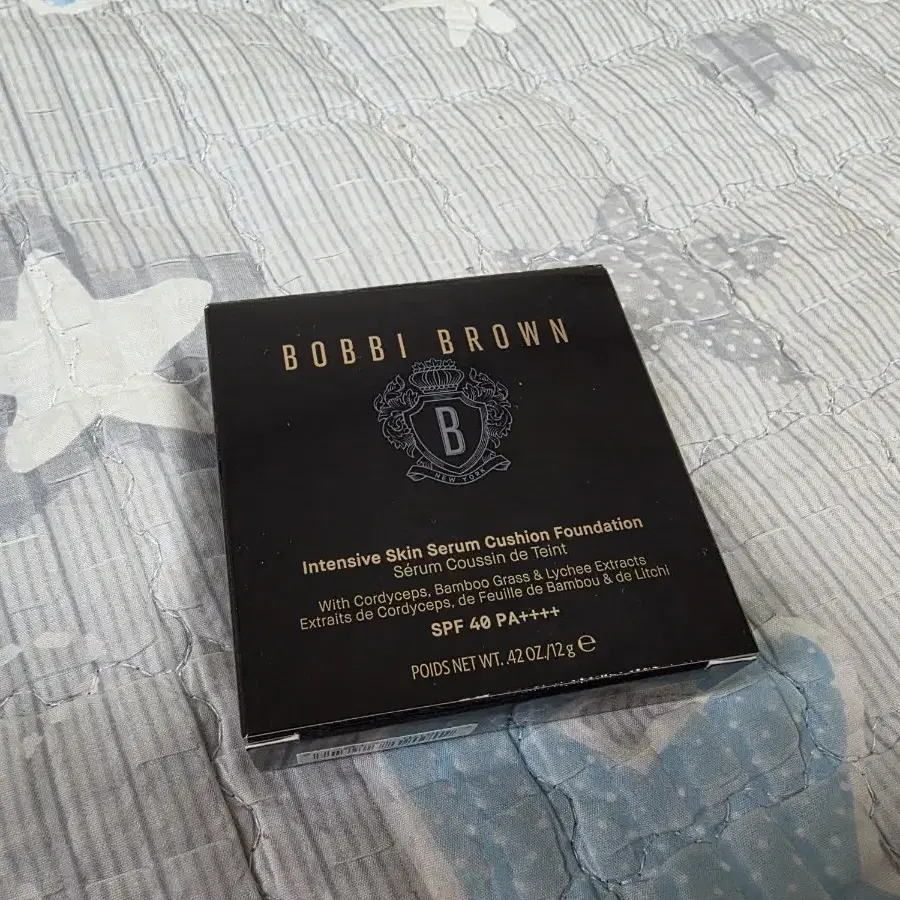 BOBBI BROWN
B
NEW YORK
Intensive Skin Serum Cushion Foundation
Sérum Coussin de Teint
With Cordyceps, Bamboo Grass & Lychee Extracts
Extraits de Cordyceps, de Feuille de Bambou & de Litchi
SPF 40 PA++++
POIDS NET WT. .42 OZ./12g ℮